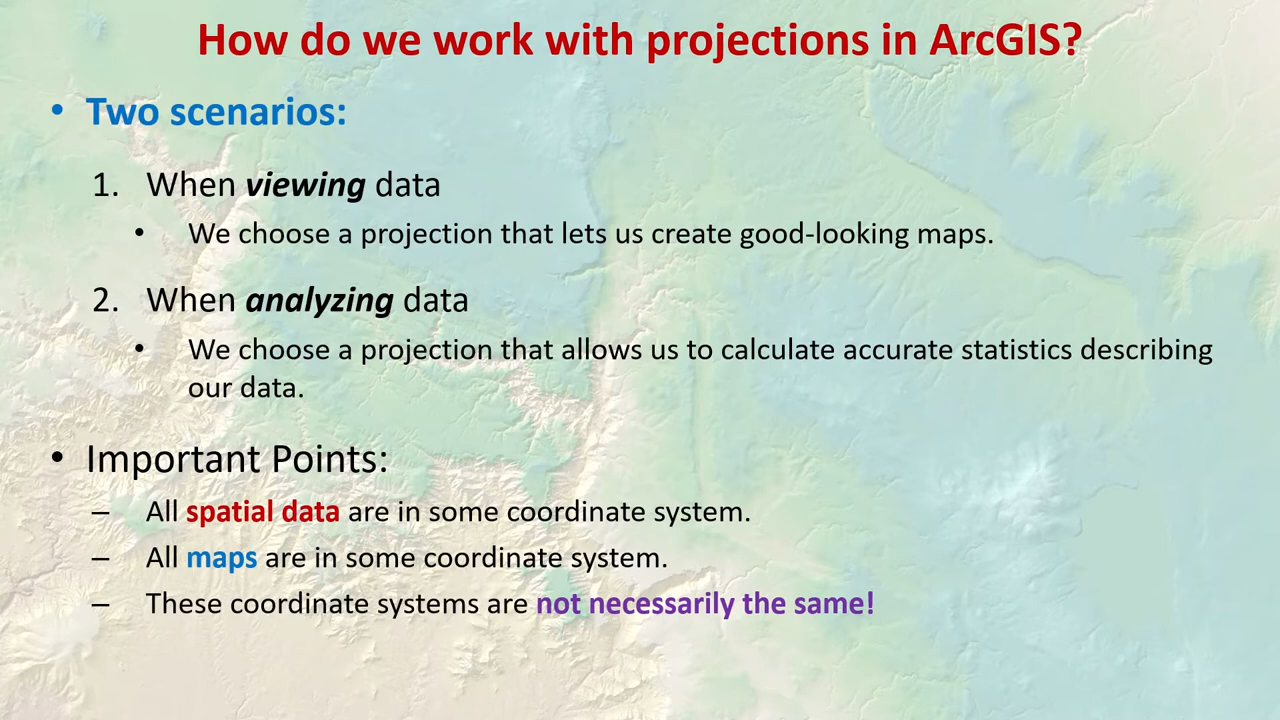 How do we work with projections in ArcGIS?
• Two scenarios:
1. When viewing data
• We choose a projection that lets us create good-looking maps.
2. When analyzing data
• We choose a projection that allows us to calculate accurate statistics describing
our data.
• Important Points:
– All spatial data are in some coordinate system.
– All maps are in some coordinate system.
– These coordinate systems are not necessarily the same!